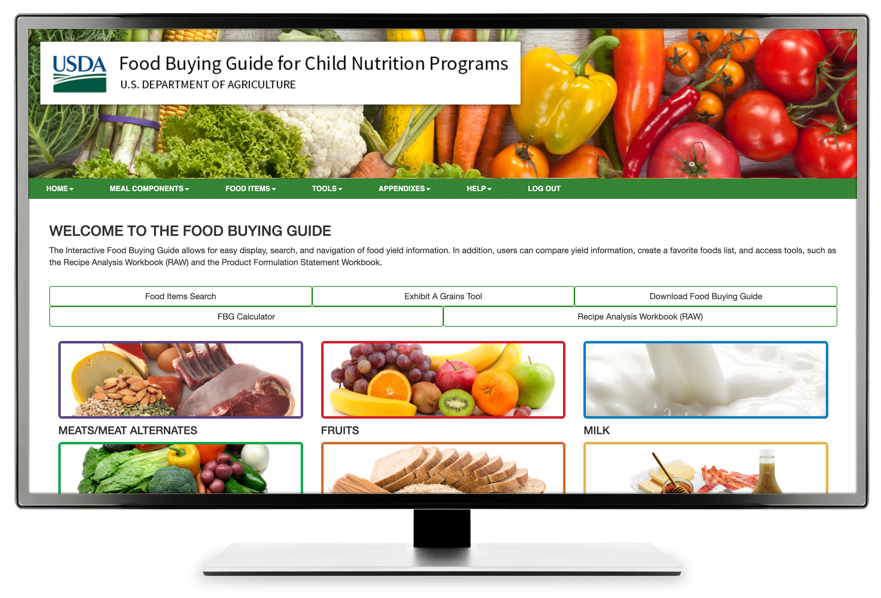 USDA
Food Buying Guide for Child Nutrition Programs
U.S. DEPARTMENT OF AGRICULTURE
HOME MEAL COMPONENTS FOOD ITEMS TOOLS APPENDIXES HELP LOG OUT
WELCOME TO THE FOOD BUYING GUIDE
The Interactive Food Buying Guide allows for easy display, search, and navigation of food yield information. In addition, users can compare yield information, create a favorite foods list, and access tools, such as
the Recipe Analysis Workbook (RAW) and the Product Formulation Statement Workbook.
Food Items Search Exhibit A Grains Tool Download Food Buying Guide
FBG Calculator Recipe Analysis Workbook (RAW)
MEATS/MEAT ALTERNATES FRUITS MILK